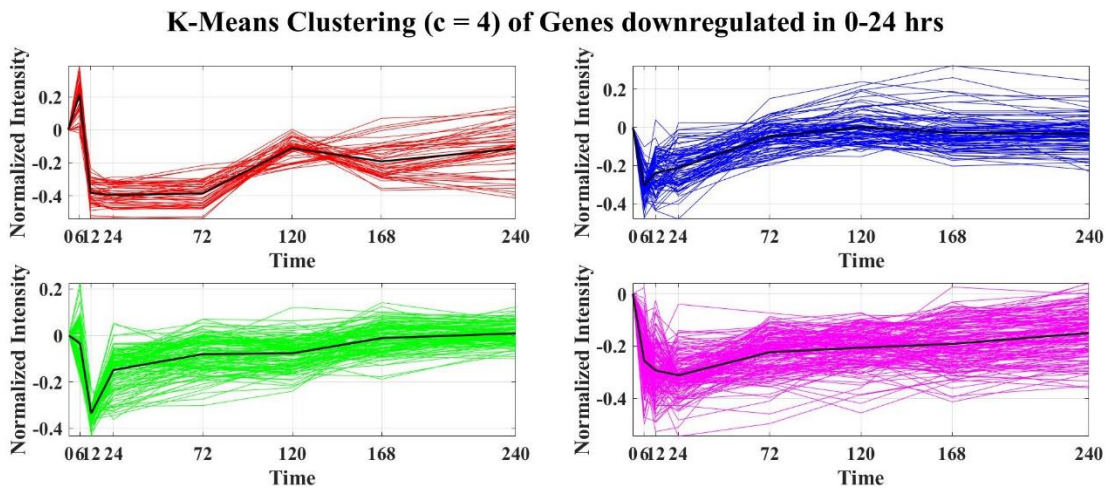 K-Means Clustering (c = 4) of Genes downregulated in 0-24 hrs
Normalized Intensity
0.2
0
-0.2
-0.4
0 6 12 24 72 120 168 240
Time
Normalized Intensity
0.2
0
-0.2
-0.4
0 6 12 24 72 120 168 240
Time
Normalized Intensity
0.2
0
-0.2
-0.4
0 6 12 24 72 120 168 240
Time
Normalized Intensity
0
-0.2
-0.4
0 6 12 24 72 120 168 240
Time